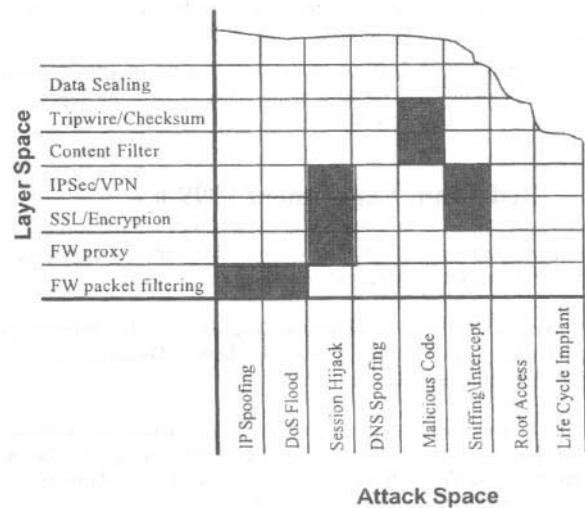 Layer Space
Data Sealing
Tripwire/Checksum
Content Filter
IPSec/VPN
SSL/Encryption
FW proxy
FW packet filtering
IP Spoofing
DoS Flood
Session Hijack
DNS Spoofing
Malicious Code
Sniffing\Intercept
Root Access
Life Cycle Implant
Attack Space